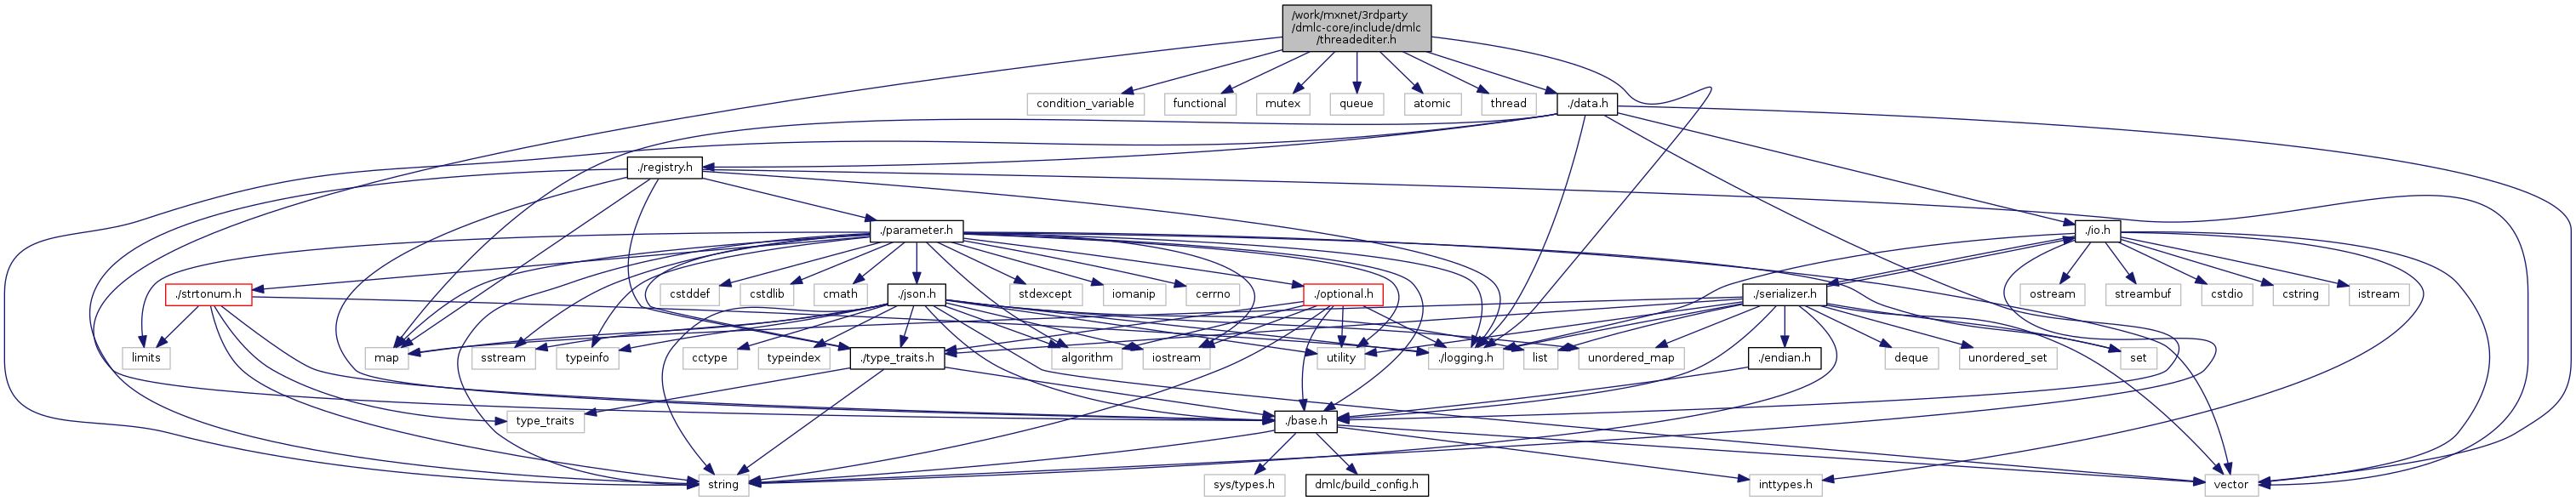 /work/mxnet/3rdparty
/dmlc-core/include/dmlc
/threadediter.h
condition_variable
functional
mutex
queue
atomic
thread
./data.h
./registry.h
./parameter.h
./io.h
./strtonum.h
cstddef
cstdlib
cmath
./json.h
stdexcept
iomanip
cerrno
./optional.h
./serializer.h
ostream
streambuf
cstdio
cstring
istream
limits
map
sstream
typeinfo
cctype
typeindex
./type_traits.h
algorithm
iostream
utility
./logging.h
list
unordered_map
./endian.h
deque
unordered_set
set
type_traits
./base.h
string
sys/types.h
dmlc/build_config.h
inttypes.h
vector